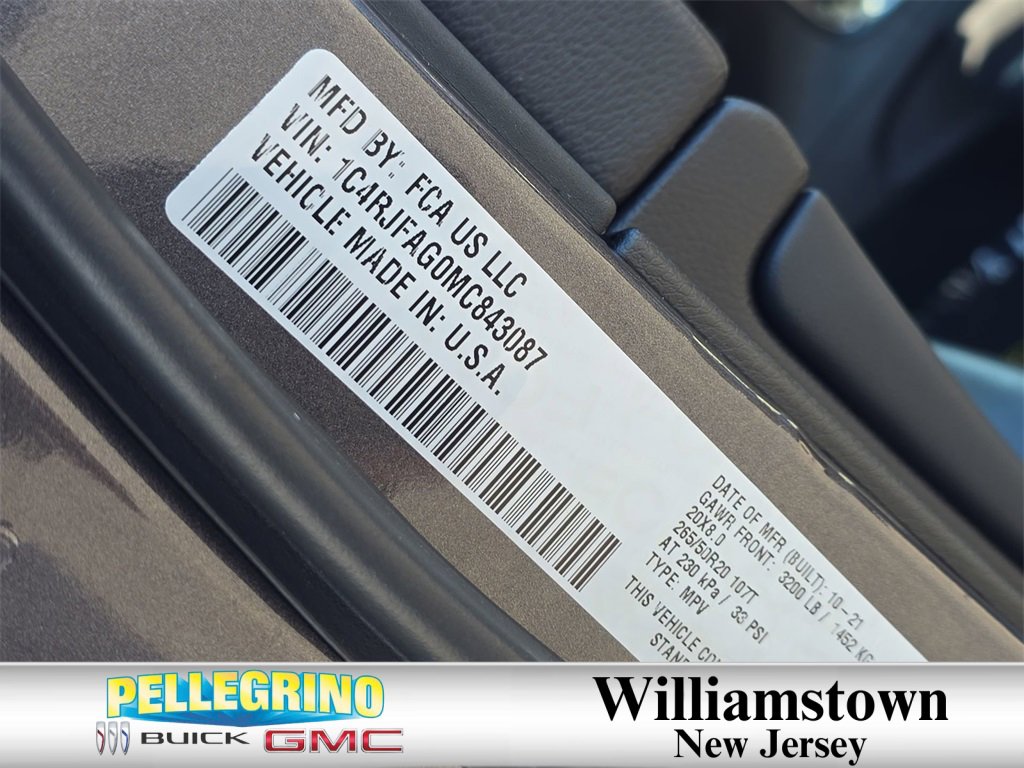 MFD BY: FCA US LLC
VIN: 1C4RJFAG0MC843087
VEHICLE MADE IN: U.S.A.
DATE OF MFR (BUILT): 10-21
GAWR FRONT: 3200 LB / 1452 KG
20X8.0
265/50R20 107T
AT 230 kPa / 33 PSI
TYPE: MPV
THIS VEHICLE
PELLEGRINO
BUICK GMC
Williamstown
New Jersey